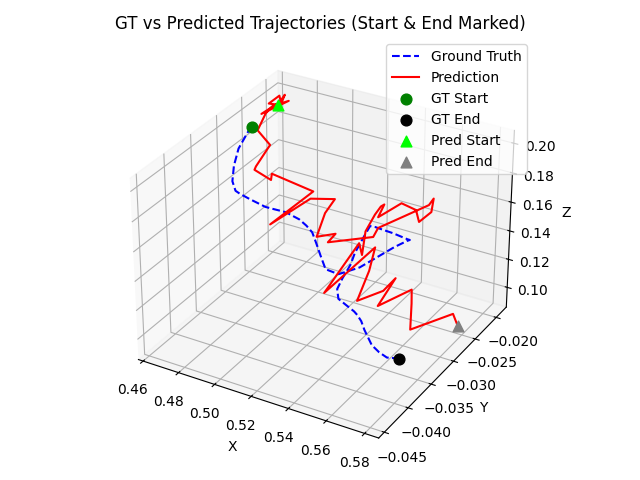 GT vs Predicted Trajectories (Start & End Marked)
Ground Truth
Prediction
GT Start
GT End
Pred Start
Pred End
0.20
0.18
0.16
0.14
0.12
0.10
Z
−0.020
−0.025
−0.030
−0.035
−0.040
−0.045
Y
0.46
0.48
0.50
0.52
0.54
0.56
0.58
X